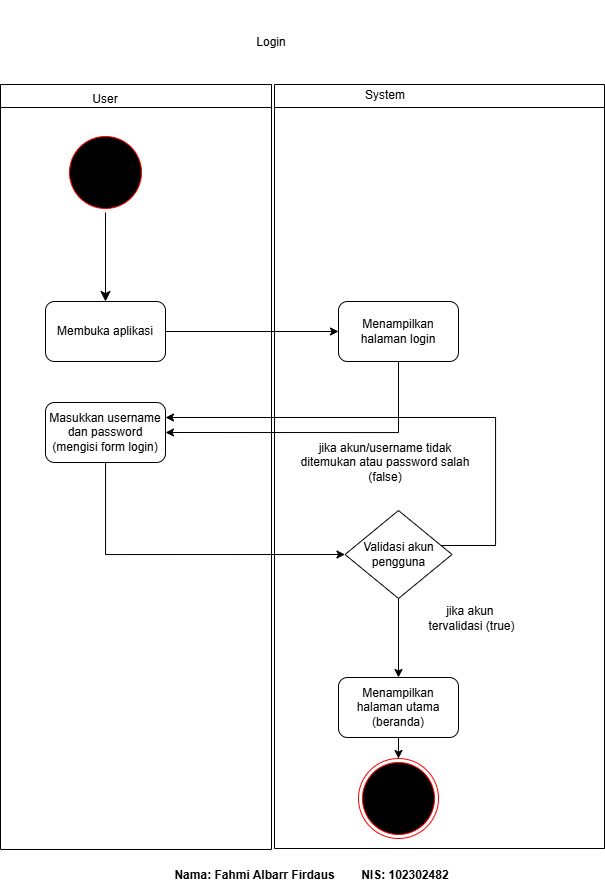 Login
User
System
Membuka aplikasi
Menampilkan
halaman login
Masukkan username
dan password
(mengisi form login)
jika akun/username tidak
ditemukan atau password salah
(false)
Validasi akun
pengguna
jika akun
tervalidasi (true)
Menampilkan
halaman utama
(beranda)
Nama: Fahmi Albarr Firdaus NIS: 102302482